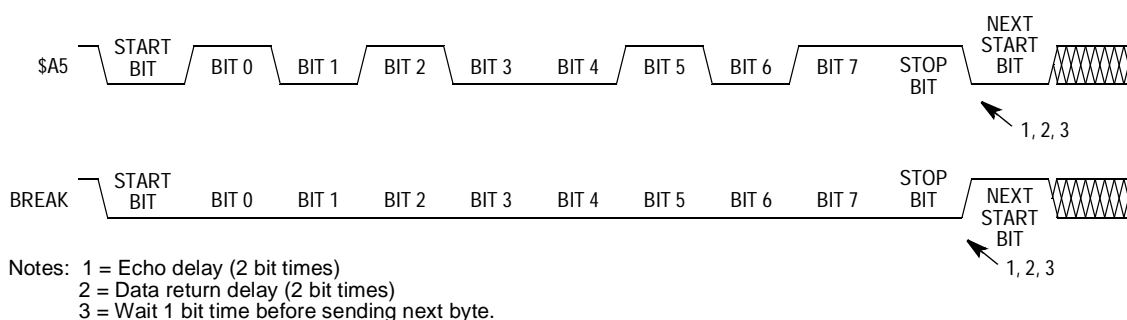 $A5 START BIT BIT 0 BIT 1 BIT 2 BIT 3 BIT 4 BIT 5 BIT 6 BIT 7 STOP BIT NEXT START BIT
1, 2, 3
BREAK START BIT BIT 0 BIT 1 BIT 2 BIT 3 BIT 4 BIT 5 BIT 6 BIT 7 STOP BIT NEXT START BIT
1, 2, 3
Notes: 1 = Echo delay (2 bit times)
2 = Data return delay (2 bit times)
3 = Wait 1 bit time before sending next byte.